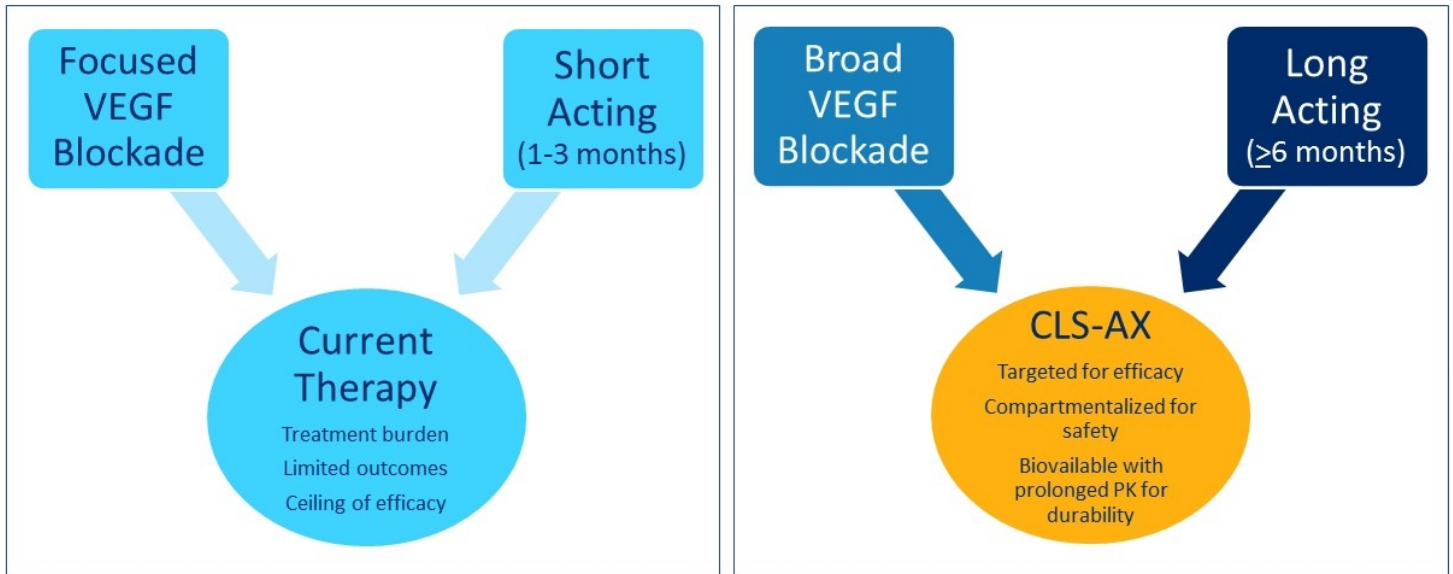 Focused
VEGF
Blockade
Short
Acting
(1-3 months)
Current
Therapy
Treatment burden
Limited outcomes
Ceiling of efficacy
Broad
VEGF
Blockade
Long
Acting
(≥6 months)
CLS-AX
Targeted for efficacy
Compartmentalized for
safety
Biovailable with
prolonged PK for
durability